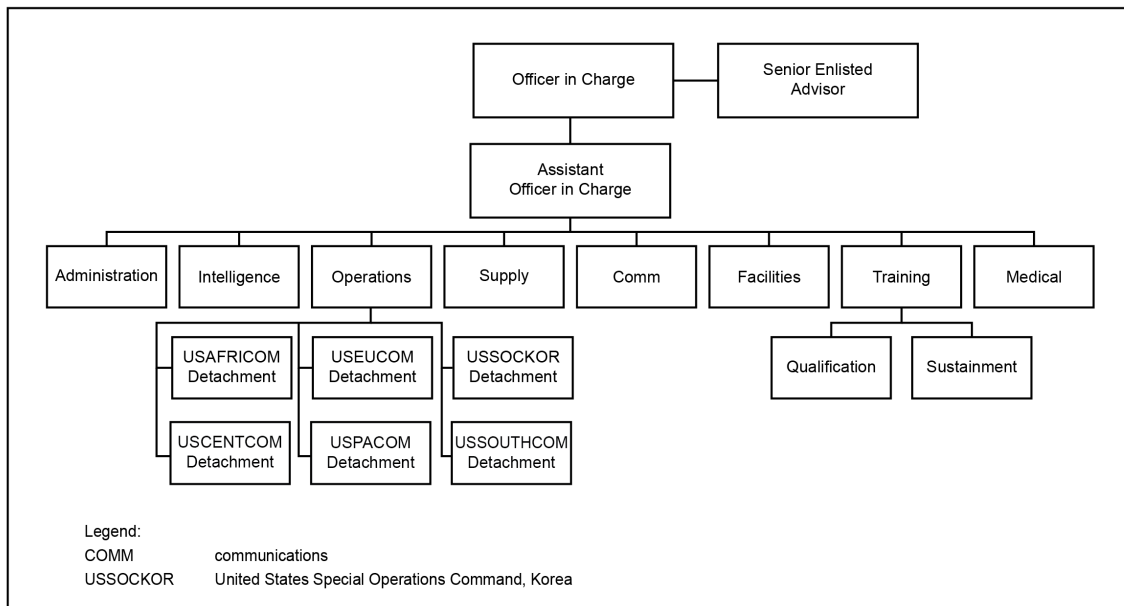 Officer in Charge
Senior Enlisted
Advisor
Assistant
Officer in Charge
Administration
Intelligence
Operations
Supply
Comm
Facilities
Training
Medical
USAFRICOM
Detachment
USEUCOM
Detachment
USSOCKOR
Detachment
Qualification
Sustainment
USCENTCOM
Detachment
USPACOM
Detachment
USSOUTHCOM
Detachment
Legend:
COMM communications
USSOCKOR United States Special Operations Command, Korea